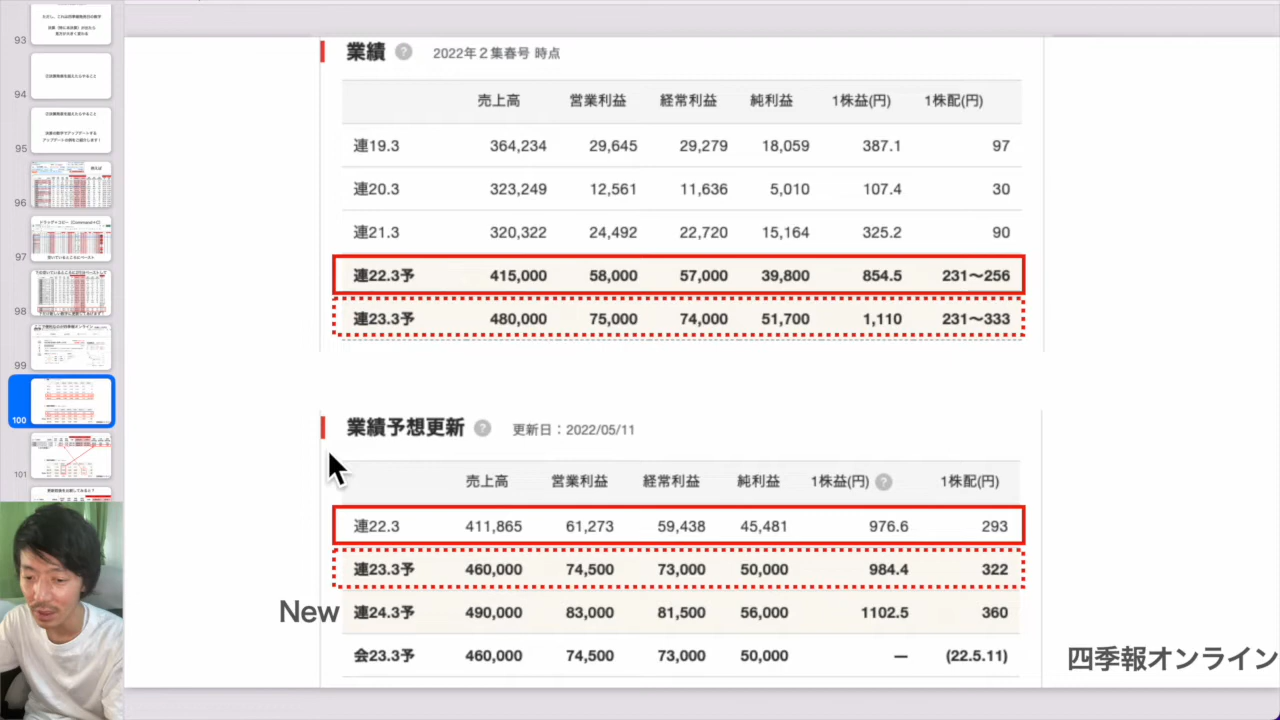 業績 ? 2022年2集春号 時点
売上高 営業利益 経常利益 純利益 1株益(円) 1株配(円)
連19.3 364,234 29,645 29,279 18,059 387.1 97
連20.3 323,249 12,561 11,636 5,010 107.4 30
連21.3 320,322 24,492 22,720 15,164 325.2 90
連22.3予 415,000 58,000 57,000 39,800 854.5 231〜256
連23.3予 480,000 75,000 74,000 51,700 1,110 231〜333
業績予想更新 ? 更新日：2022/05/11
売上高 営業利益 経常利益 純利益 1株益(円) ? 1株配(円)
連22.3 411,865 61,273 59,438 45,481 976.6 293
連23.3予 460,000 74,500 73,000 50,000 984.4 322
New 連24.3予 490,000 83,000 81,500 56,000 1102.5 360
会23.3予 460,000 74,500 73,000 50,000 — (22.5.11)
四季報オンライン
93
94
95
96
97
98
99
100
101